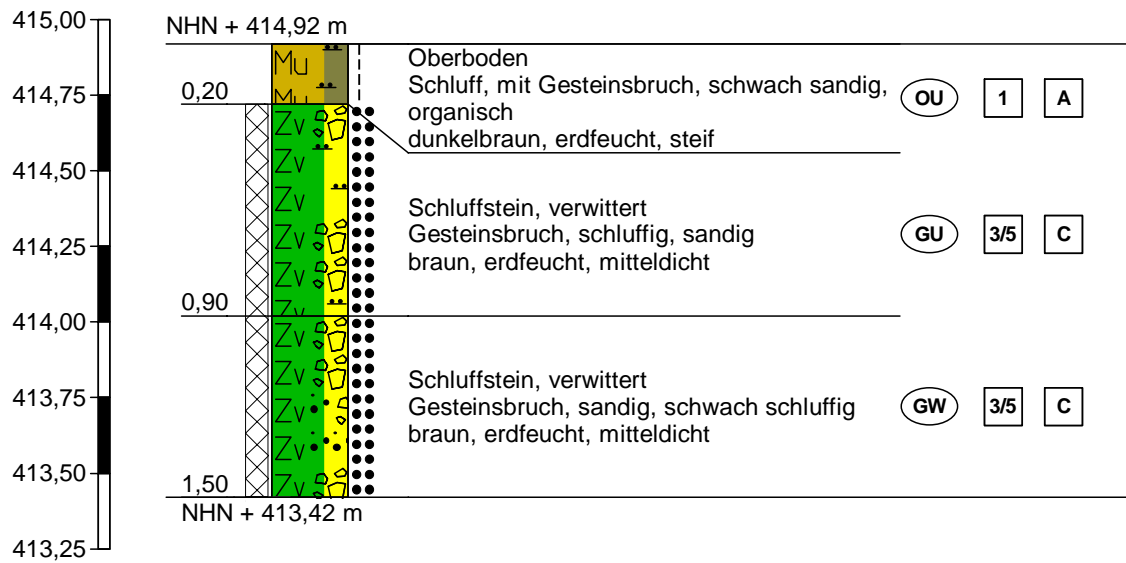 415,00
414,75
414,50
414,25
414,00
413,75
413,50
413,25
NHN + 414,92 m
0,20
0,90
1,50
NHN + 413,42 m
Mu
Mu
Zv
Zv
Zv
Zv
Zv
Zv
Zv
Zv
Zv
Zv
Zv
Oberboden
Schluff, mit Gesteinsbruch, schwach sandig,
organisch
dunkelbraun, erdfeucht, steif
OU 1 A
Schluffstein, verwittert
Gesteinsbruch, schluffig, sandig
braun, erdfeucht, mitteldicht
GU 3/5 C
Schluffstein, verwittert
Gesteinsbruch, sandig, schwach schluffig
braun, erdfeucht, mitteldicht
GW 3/5 C